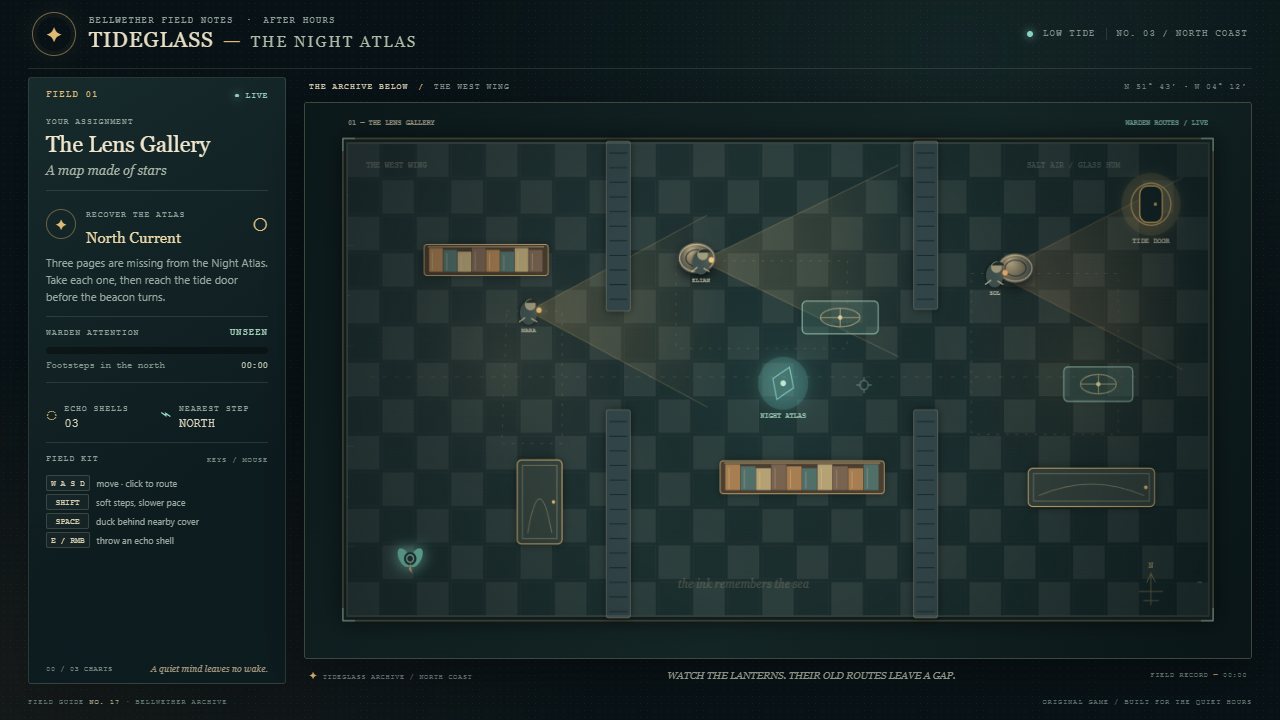 BELLWETHER FIELD NOTES · AFTER HOURS
TIDEGLASS — THE NIGHT ATLAS
LOW TIDE
NO. 03 / NORTH COAST
FIELD 01
LIVE
YOUR ASSIGNMENT
The Lens Gallery
A map made of stars
RECOVER THE ATLAS
North Current
Three pages are missing from the Night Atlas.
Take each one, then reach the tide door
before the beacon turns.
WARDEN ATTENTION
UNSEEN
Footsteps in the north
00:00
ECHO SHELLS
03
NEAREST STEP
NORTH
FIELD KIT
KEYS / MOUSE
W A S D move · click to route
SHIFT soft steps, slower pace
SPACE duck behind nearby cover
E / RMB throw an echo shell
00 / 03 CHARTS
A quiet mind leaves no wake.
THE ARCHIVE BELOW / THE WEST WING
N 51° 43' · W 04° 12'
01 — THE LENS GALLERY
WARDEN ROUTES / LIVE
THE WEST WING
SALT AIR / GLASS HUM
TIDE DOOR
ELIAN
SOL
MARA
NIGHT ATLAS
the ink remembers the sea
N
TIDEGLASS ARCHIVE / NORTH COAST
WATCH THE LANTERNS. THEIR OLD ROUTES LEAVE A GAP.
FIELD RECORD — 00:00
FIELD GUIDE NO. 17 · BELLWETHER ARCHIVE
ORIGINAL GAME / BUILT FOR THE QUIET HOURS